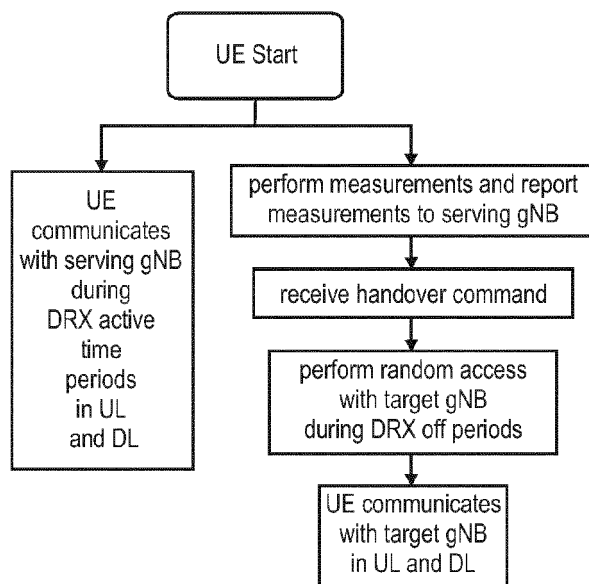 UE Start
UE
communicates
with serving gNB
during
DRX active
time
periods
in UL
and DL
perform measurements and report
measurements to serving gNB
receive handover command
perform random access
with target gNB
during DRX off periods
UE communicates
with target gNB
in UL and DL